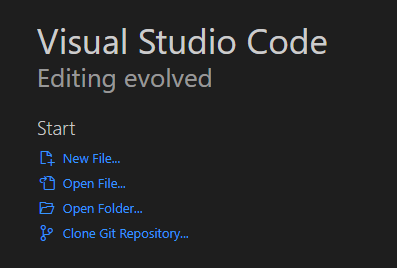 Visual Studio Code
Editing evolved
Start
New File...
Open File...
Open Folder...
Clone Git Repository...